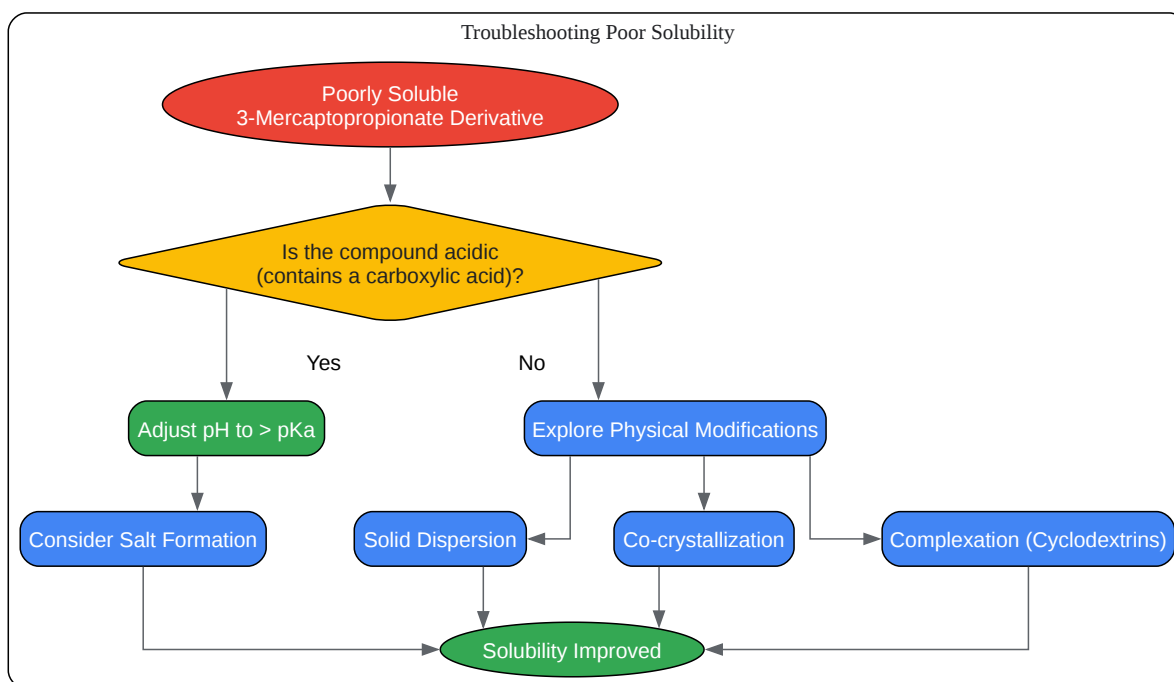 Troubleshooting Poor Solubility
Poorly Soluble
3-Mercaptopropionate Derivative
Is the compound acidic
(contains a carboxylic acid)?
Yes
No
Adjust pH to > pKa
Explore Physical Modifications
Consider Salt Formation
Solid Dispersion
Co-crystallization
Complexation (Cyclodextrins)
Solubility Improved